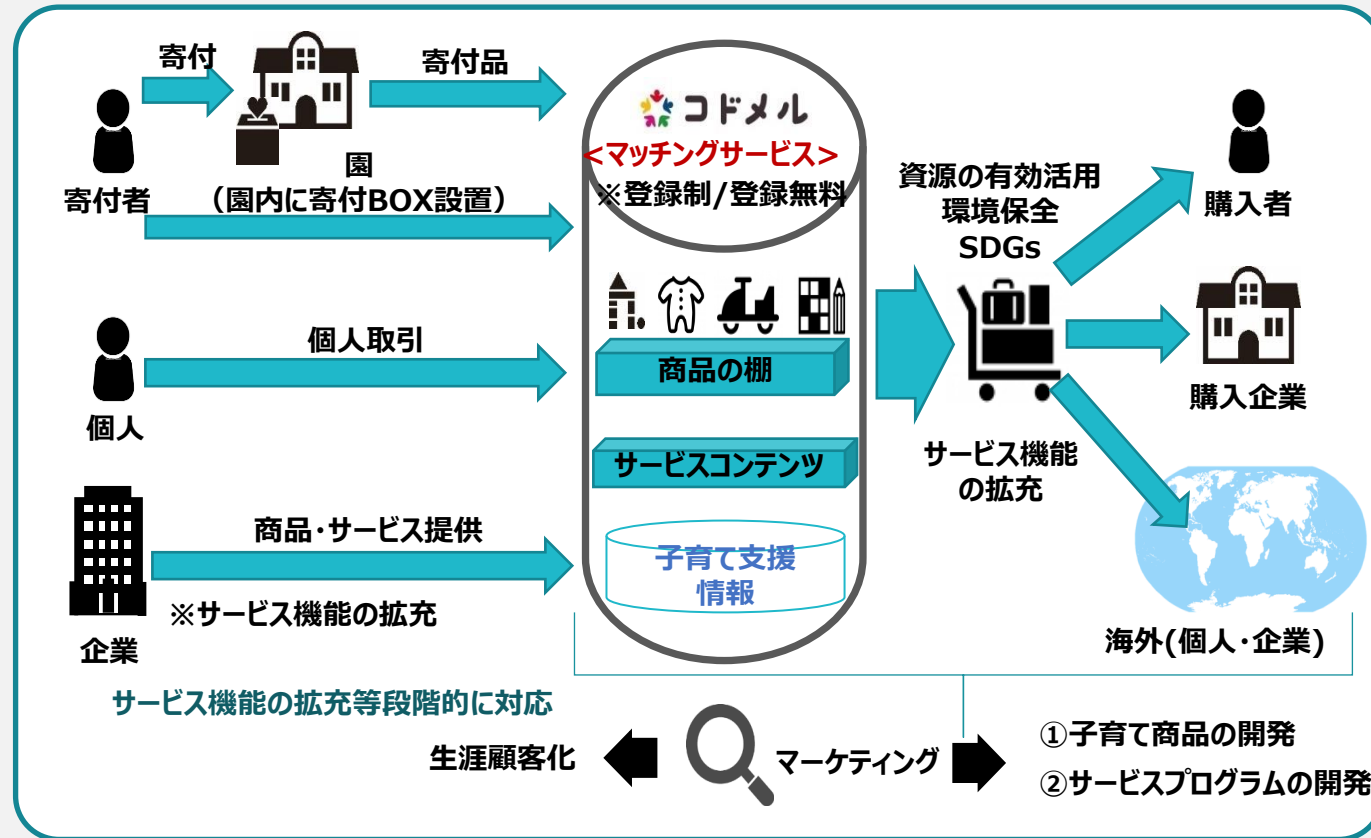 寄付
寄付品
寄付者
園
（園内に寄付BOX設置）
個人取引
個人
商品・サービス提供
※サービス機能の拡充
企業
サービス機能の拡充等段階的に対応
コドメル
<マッチングサービス>
※登録制/登録無料
商品の棚
サービスコンテンツ
子育て支援
情報
資源の有効活用
環境保全
SDGs
サービス機能
の拡充
購入者
購入企業
海外(個人・企業)
生涯顧客化
マーケティング
①子育て商品の開発
②サービスプログラムの開発